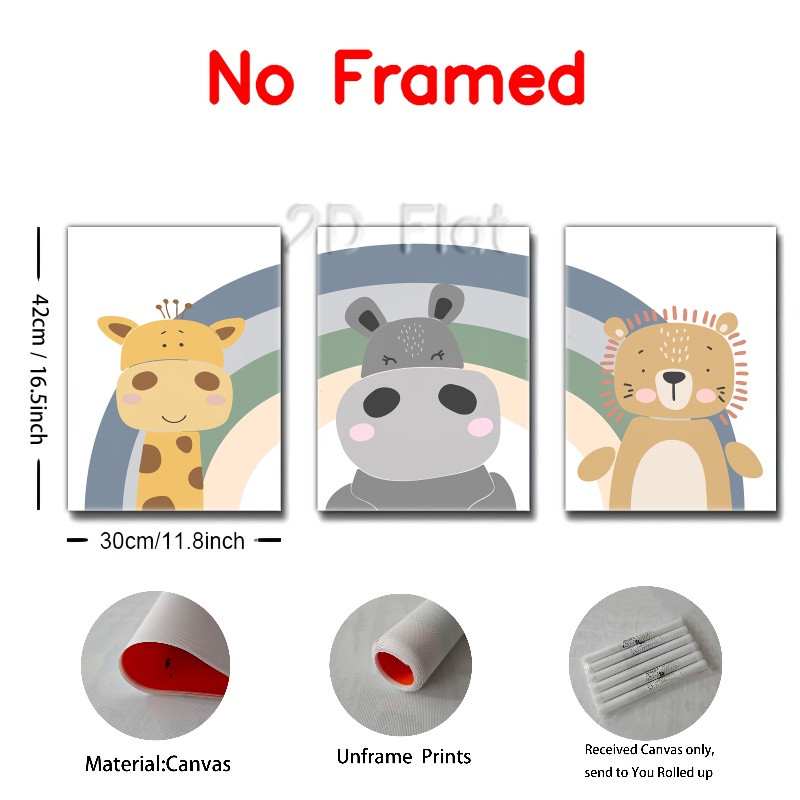 No Framed
2D Flat
42cm / 16.5inch
30cm/11.8inch
Material:Canvas
Unframe Prints
Received Canvas only,
send to You Rolled up